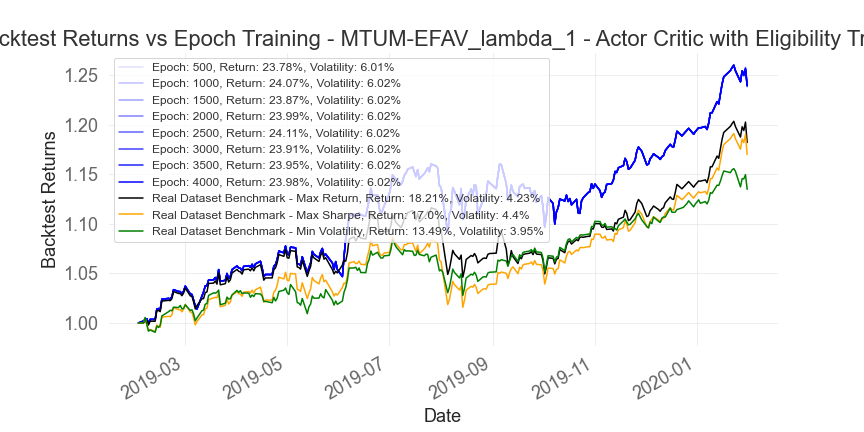 cktest Returns vs Epoch Training - MTUM-EFAV_lambda_1 - Actor Critic with Eligibility Tr
Epoch: 500, Return: 23.78%, Volatility: 6.01%
Epoch: 1000, Return: 24.07%, Volatility: 6.02%
Epoch: 1500, Return: 23.87%, Volatility: 6.02%
Epoch: 2000, Return: 23.99%, Volatility: 6.02%
Epoch: 2500, Return: 24.11%, Volatility: 6.02%
Epoch: 3000, Return: 23.91%, Volatility: 6.02%
Epoch: 3500, Return: 23.95%, Volatility: 6.02%
Epoch: 4000, Return: 23.98%, Volatility: 6.02%
Real Dataset Benchmark - Max Return, Return: 18.21%, Volatility: 4.23%
Real Dataset Benchmark - Max Sharpe, Return: 17.0%, Volatility: 4.4%
Real Dataset Benchmark - Min Volatility, Return: 13.49%, Volatility: 3.95%
Backtest Returns
1.25
1.20
1.15
1.10
1.05
1.00
2019-03
2019-05
2019-07
2019-09
2019-11
2020-01
Date